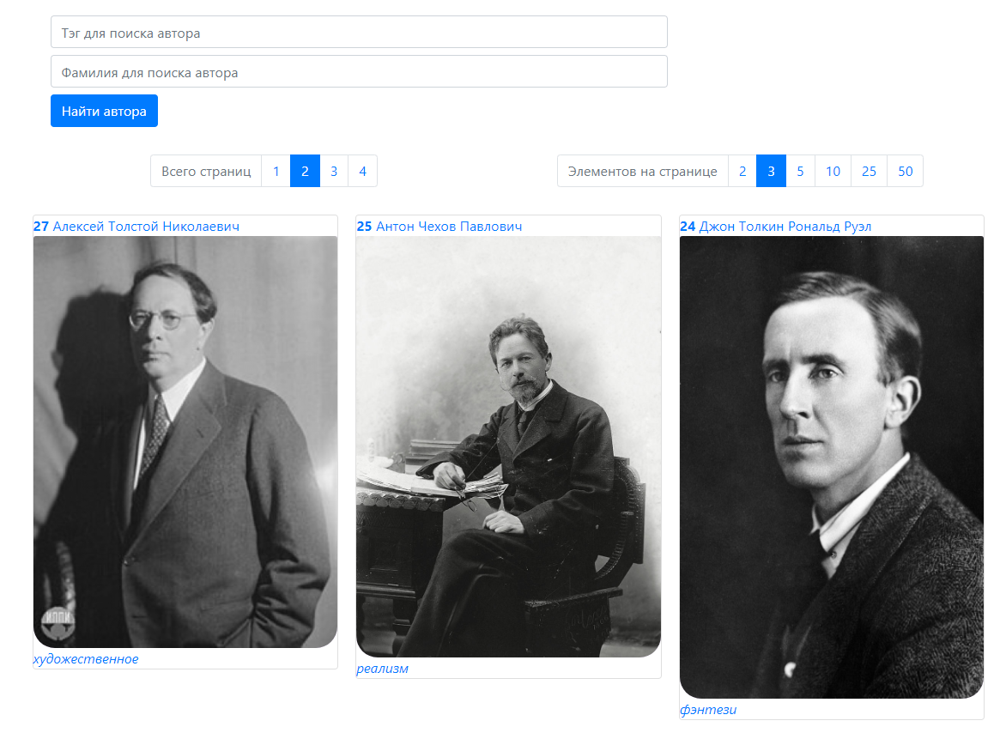 Тэг для поиска автора
Фамилия для поиска автора
Найти автора
Всего страниц 1 2 3 4
Элементов на странице 2 3 5 10 25 50
27 Алексей Толстой Николаевич
25 Антон Чехов Павлович
24 Джон Толкин Рональд Руэл
ИППИ
художественное
реализм
фэнтези